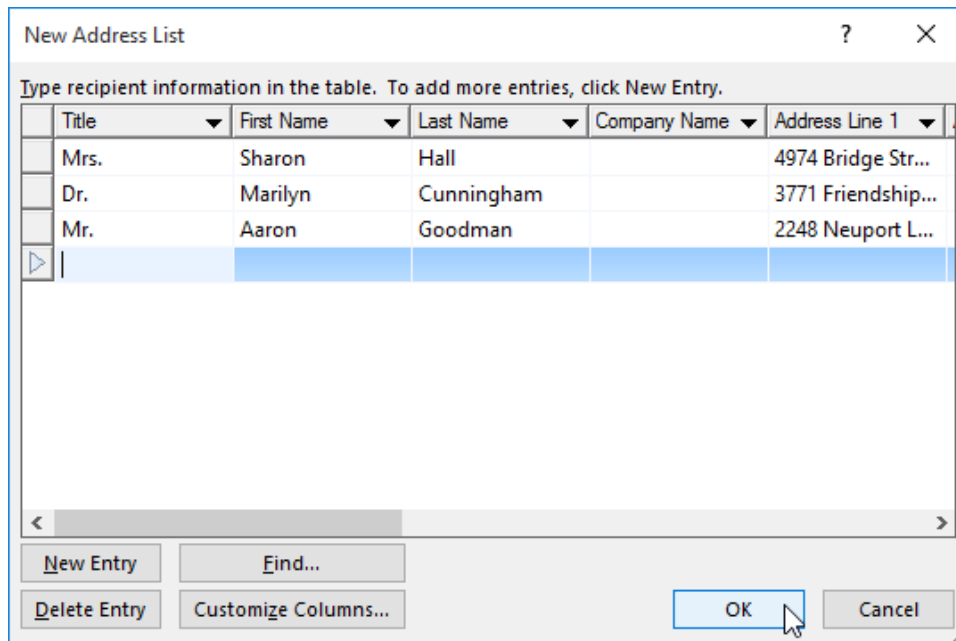 New Address List ?
Type recipient information in the table. To add more entries, click New Entry.
Title First Name Last Name Company Name Address Line 1
Mrs. Sharon Hall 4974 Bridge Str...
Dr. Marilyn Cunningham 3771 Friendship...
Mr. Aaron Goodman 2248 Neuport L...
New Entry Find...
Delete Entry Customize Columns... OK Cancel